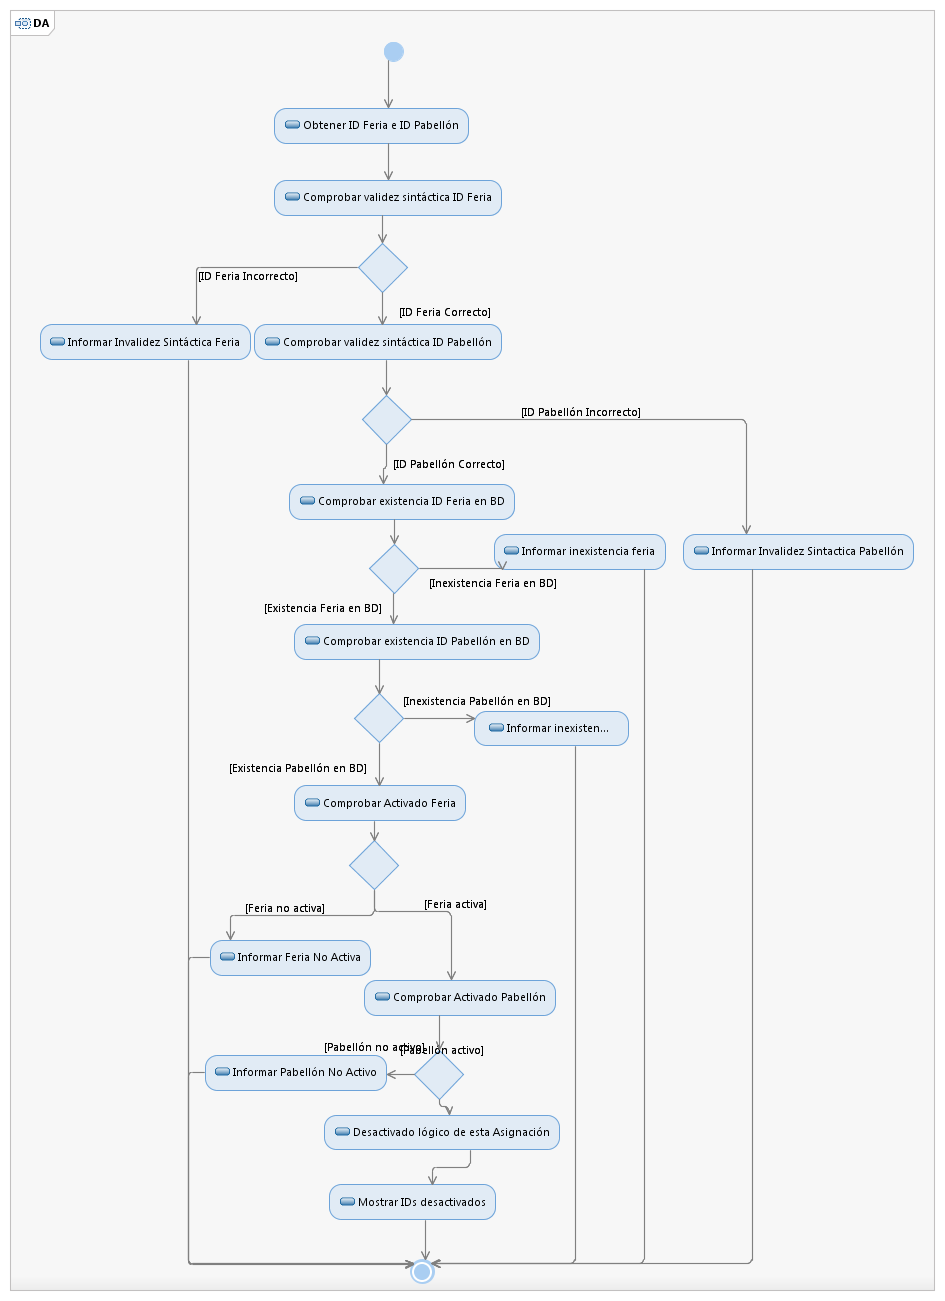 DA
Obtener ID Feria e ID Pabellón
Comprobar validez sintáctica ID Feria
[ID Feria Incorrecto]
[ID Feria Correcto]
Informar Invalidez Sintáctica Feria
Comprobar validez sintáctica ID Pabellón
[ID Pabellón Incorrecto]
[ID Pabellón Correcto]
Comprobar existencia ID Feria en BD
Informar inexistencia feria
Informar Invalidez Sintactica Pabellón
[Inexistencia Feria en BD]
[Existencia Feria en BD]
Comprobar existencia ID Pabellón en BD
[Inexistencia Pabellón en BD]
Informar inexisten...
[Existencia Pabellón en BD]
Comprobar Activado Feria
[Feria no activa]
[Feria activa]
Informar Feria No Activa
Comprobar Activado Pabellón
[Pabellón no activo]
[Pabellón activo]
Informar Pabellón No Activo
Desactivado lógico de esta Asignación
Mostrar IDs desactivados